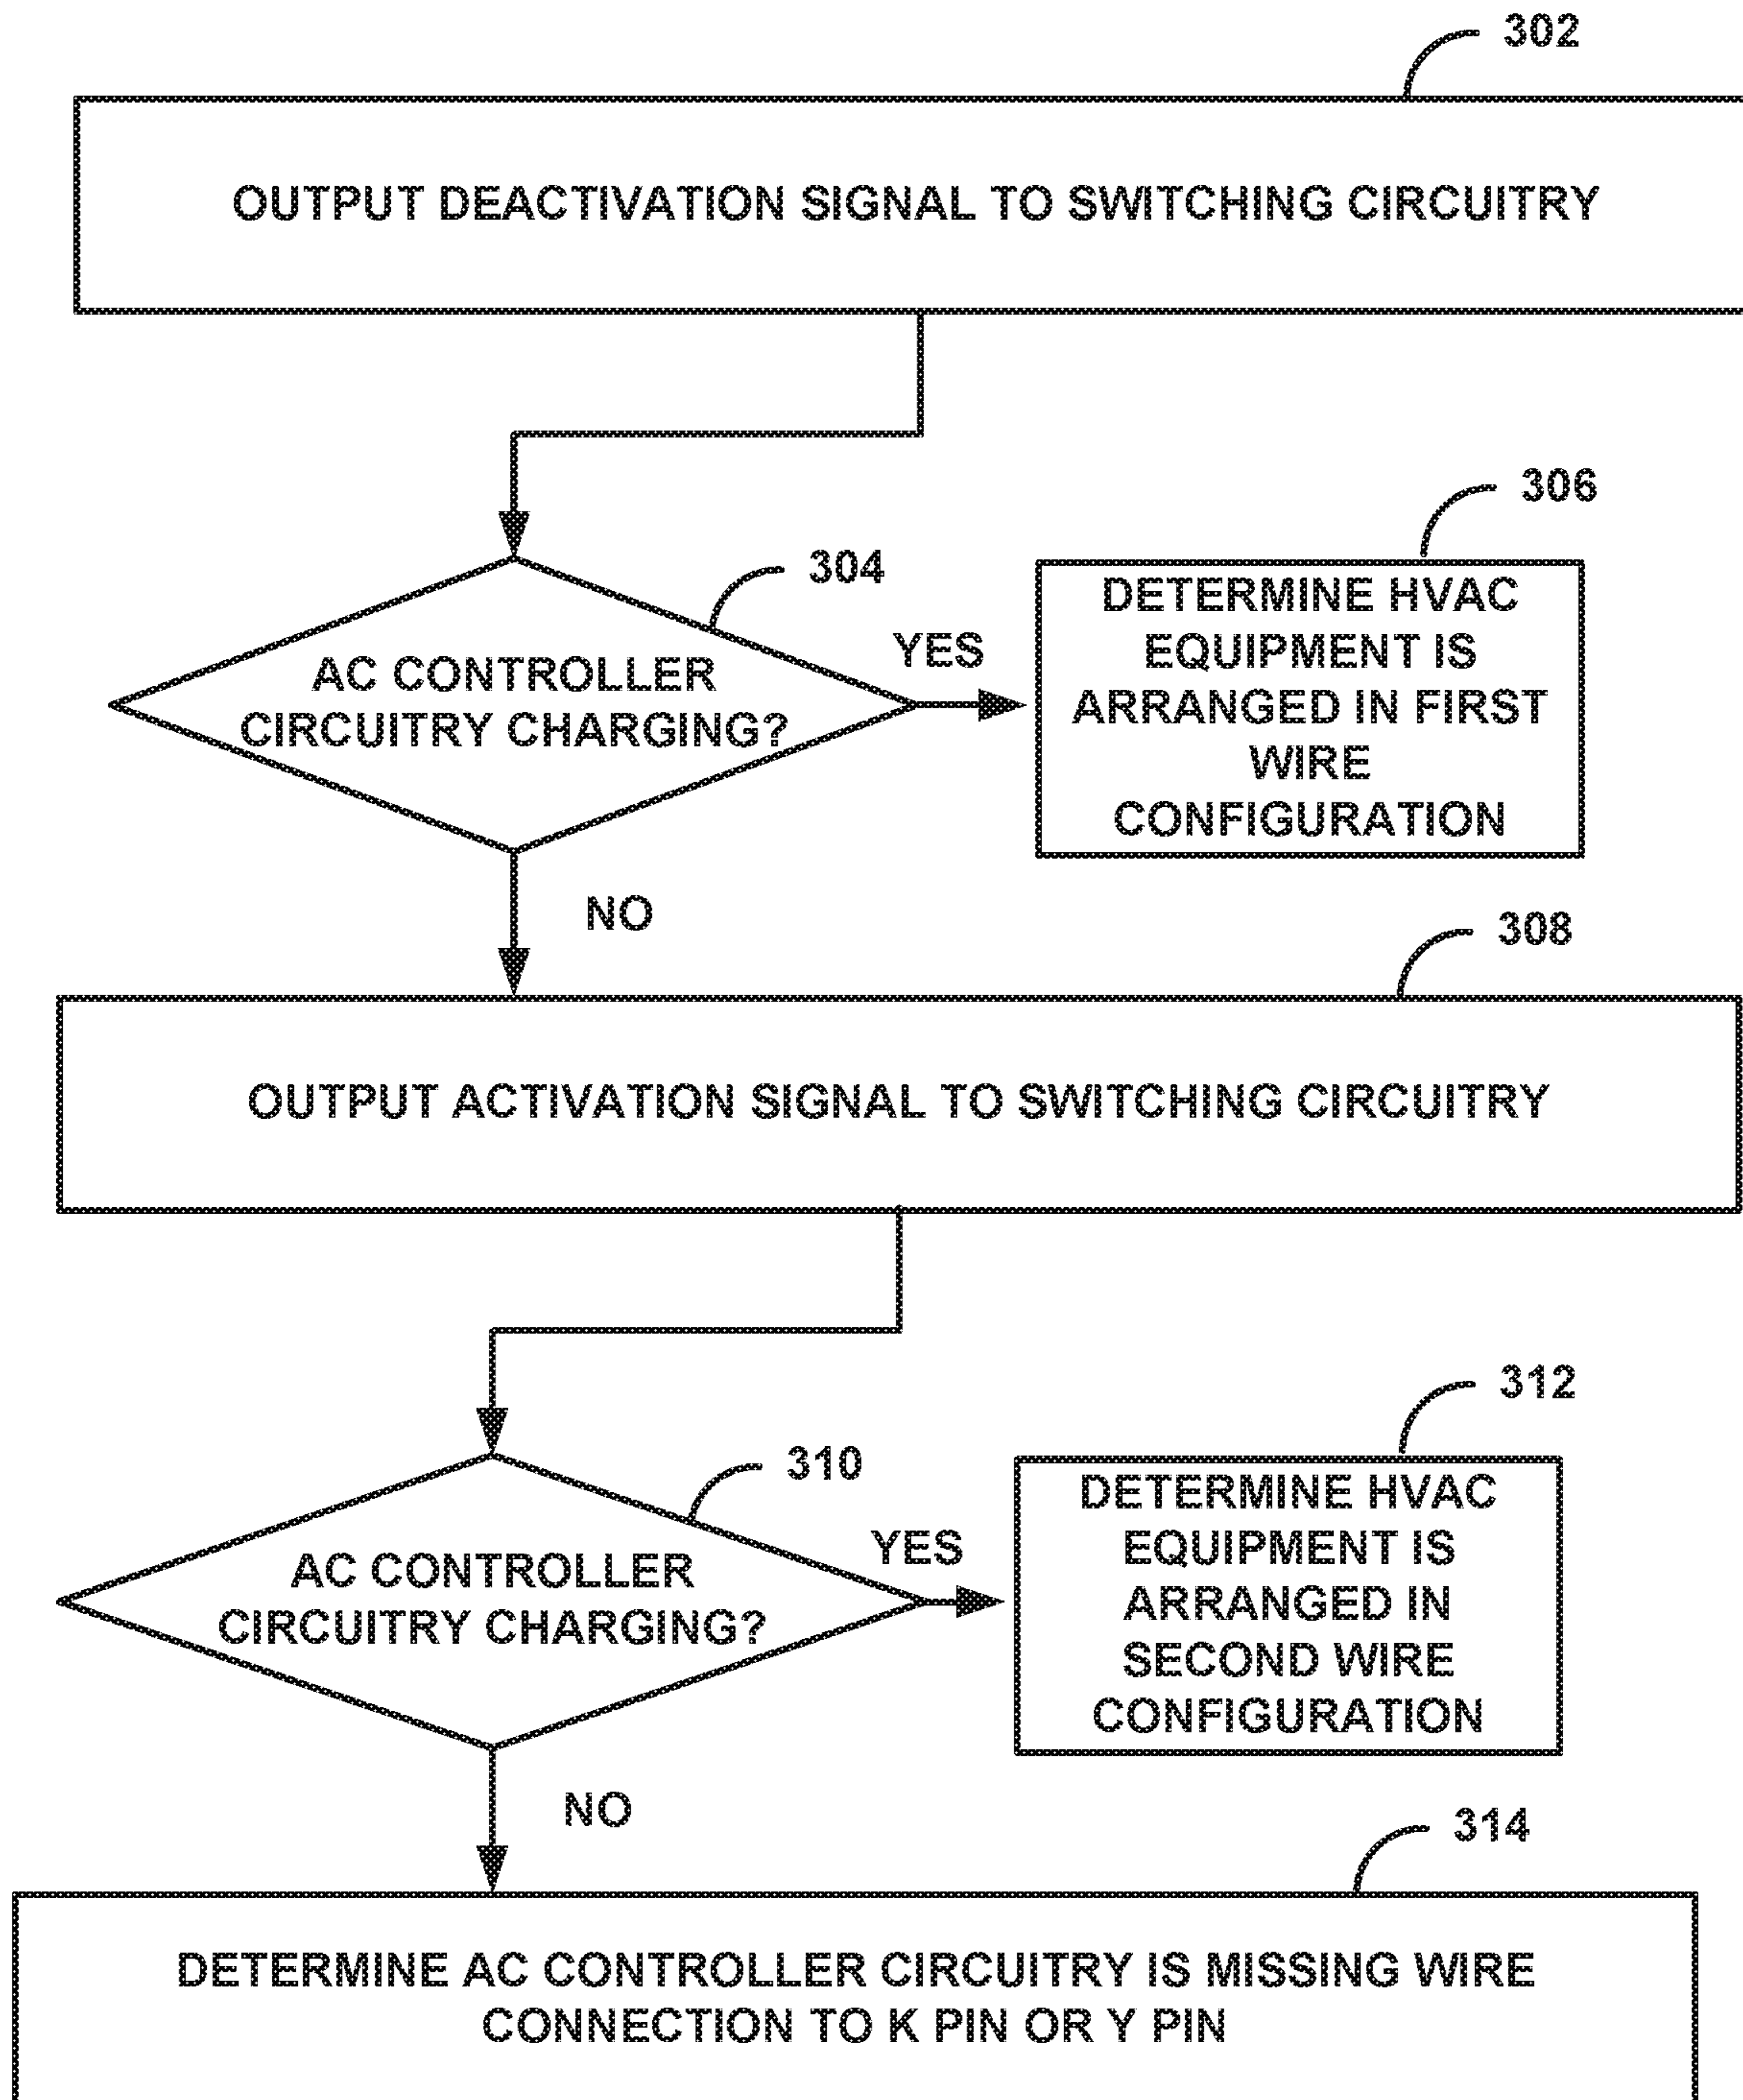 302
OUTPUT DEACTIVATION SIGNAL TO SWITCHING CIRCUITRY
304
AC CONTROLLER
CIRCUITRY CHARGING?
YES
306
DETERMINE HVAC
EQUIPMENT IS
ARRANGED IN FIRST
WIRE
CONFIGURATION
NO
308
OUTPUT ACTIVATION SIGNAL TO SWITCHING CIRCUITRY
310
AC CONTROLLER
CIRCUITRY CHARGING?
YES
312
DETERMINE HVAC
EQUIPMENT IS
ARRANGED IN
SECOND WIRE
CONFIGURATION
NO
314
DETERMINE AC CONTROLLER CIRCUITRY IS MISSING WIRE
CONNECTION TO K PIN OR Y PIN